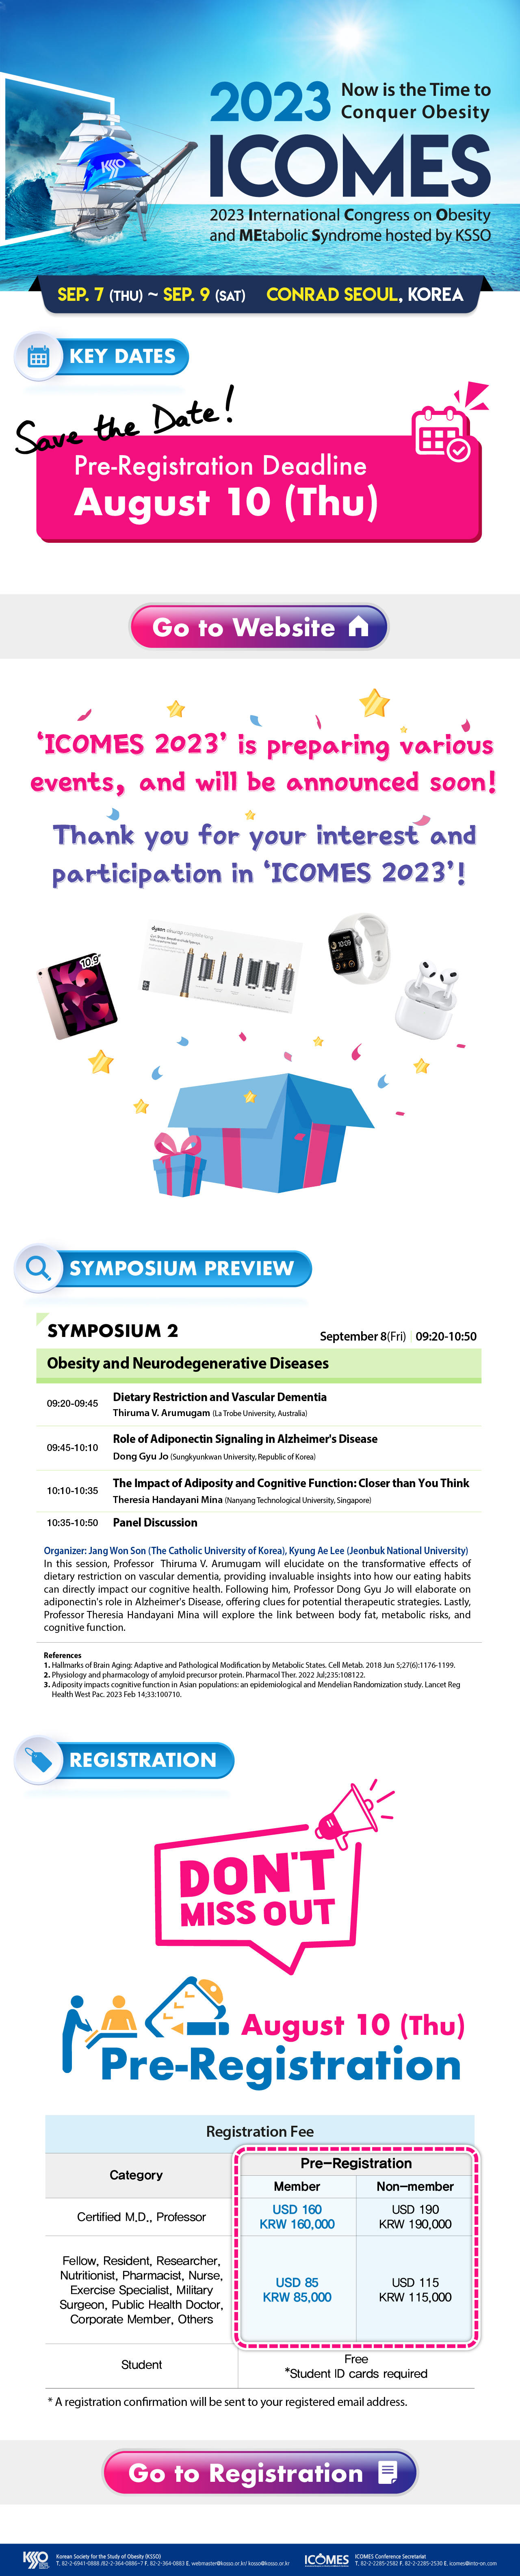 2023 Now is the Time to
Conquer Obesity
KSSO
ICOMES
2023 International Congress on Obesity
and MEtabolic Syndrome hosted by KSSO
SEP. 7 (THU) ~ SEP. 9 (SAT) CONRAD SEOUL, KOREA
KEY DATES
Save the Date!
Pre-Registration Deadline
August 10 (Thu)
Go to Website
‘ICOMES 2023’ is preparing various
events, and will be announced soon!
Thank you for your interest and
participation in ‘ICOMES 2023’!
dyson
10.9"
10:09
SYMPOSIUM PREVIEW
SYMPOSIUM 2
September 8(Fri) | 09:20-10:50
Obesity and Neurodegenerative Diseases
09:20-09:45 Dietary Restriction and Vascular Dementia
Thiruma V. Arumugam (La Trobe University, Australia)
09:45-10:10 Role of Adiponectin Signaling in Alzheimer's Disease
Dong Gyu Jo (Sungkyunkwan University, Republic of Korea)
10:10-10:35 The Impact of Adiposity and Cognitive Function: Closer than You Think
Theresia Handayani Mina (Nanyang Technological University, Singapore)
10:35-10:50 Panel Discussion
Organizer: Jang Won Son (The Catholic University of Korea), Kyung Ae Lee (Jeonbuk National University)
In this session, Professor Thiruma V. Arumugam will elucidate on the transformative effects of
dietary restriction on vascular dementia, providing invaluable insights into how our eating habits
can directly impact our cognitive health. Following him, Professor Dong Gyu Jo will elaborate on
adiponectin's role in Alzheimer's Disease, offering clues for potential therapeutic strategies. Lastly,
Professor Theresia Handayani Mina will explore the link between body fat, metabolic risks, and
cognitive function.
References
1. Hallmarks of Brain Aging: Adaptive and Pathological Modification by Metabolic States. Cell Metab. 2018 Jun 5;27(6):1176-1199.
2. Physiology and pharmacology of amyloid precursor protein. Pharmacol Ther. 2022 Jul;235:108122.
3. Adiposity impacts cognitive function in Asian populations: an epidemiological and Mendelian Randomization study. Lancet Reg
Health West Pac. 2023 Feb 14;33:100710.
REGISTRATION
DON'T
MISS OUT
August 10 (Thu)
Pre-Registration
Registration Fee
Category
Pre-Registration
Member Non-member
Certified M.D., Professor
USD 160
KRW 160,000
USD 190
KRW 190,000
Fellow, Resident, Researcher,
Nutritionist, Pharmacist, Nurse,
Exercise Specialist, Military
Surgeon, Public Health Doctor,
Corporate Member, Others
USD 85
KRW 85,000
USD 115
KRW 115,000
Student
Free
*Student ID cards required
* A registration confirmation will be sent to your registered email address.
Go to Registration
KSSO
Korean Society for the Study of Obesity (KSSO)
T. 82-2-6941-0888 /82-2-364-0886~7 F. 82-2-364-0883 E. webmaster@kosso.or.kr/ kosso@kosso.or.kr
ICOMES
ICOMES Conference Secretariat
T. 82-2-2285-2582 F. 82-2-2285-2530 E. icomes@into-on.com